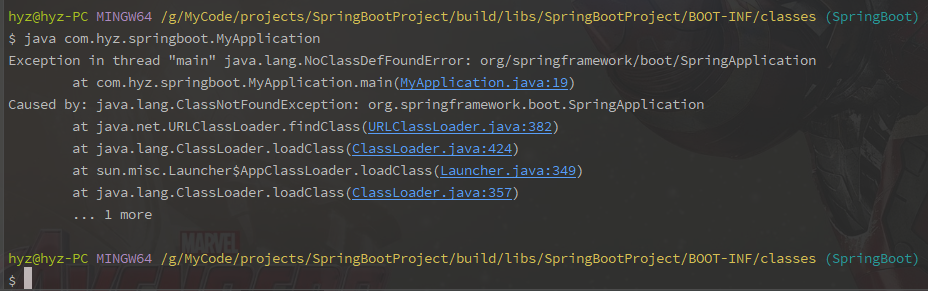 hyz@hyz-PC MINGW64 /g/MyCode/projects/SpringBootProject/build/libs/SpringBootProject/BOOT-INF/classes (SpringBoot)
$ java com.hyz.springboot.MyApplication
Exception in thread "main" java.lang.NoClassDefFoundError: org/springframework/boot/SpringApplication
        at com.hyz.springboot.MyApplication.main(MyApplication.java:19)
Caused by: java.lang.ClassNotFoundException: org.springframework.boot.SpringApplication
        at java.net.URLClassLoader.findClass(URLClassLoader.java:382)
        at java.lang.ClassLoader.loadClass(ClassLoader.java:424)
        at sun.misc.Launcher$AppClassLoader.loadClass(Launcher.java:349)
        at java.lang.ClassLoader.loadClass(ClassLoader.java:357)
        ... 1 more
MARVEL
hyz@hyz-PC MINGW64 /g/MyCode/projects/SpringBootProject/build/libs/SpringBootProject/BOOT-INF/classes (SpringBoot)
$